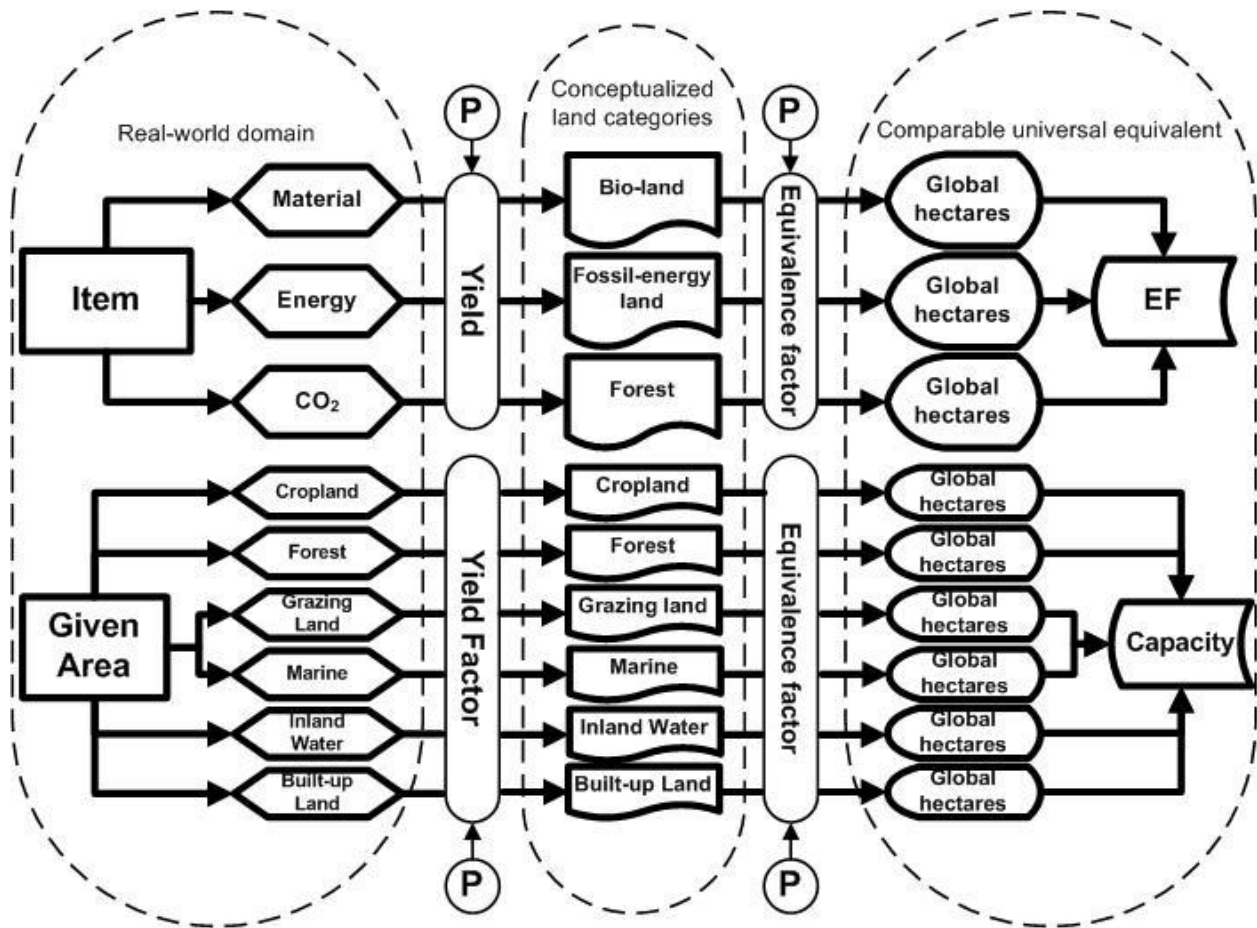 Real-world domain
Conceptualized
land categories
Comparable universal equivalent
P
P
Item
Material
Energy
CO₂
Yield
Bio-land
Fossil-energy
land
Forest
Equivalence factor
Global
hectares
Global
hectares
Global
hectares
EF
Given
Area
Cropland
Forest
Grazing
Land
Marine
Inland
Water
Built-up
Land
Yield Factor
Cropland
Forest
Grazing land
Marine
Inland Water
Built-up Land
Equivalence factor
Global
hectares
Global
hectares
Global
hectares
Global
hectares
Global
hectares
Global
hectares
Capacity
P
P